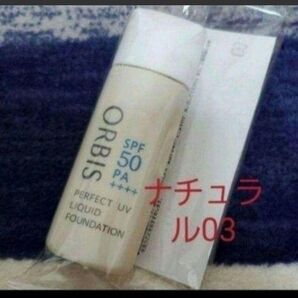 ORBIS
SPF
50
PA
++++
PERFECT UV
LIQUID
FOUNDATION
ナチュラ
ル03